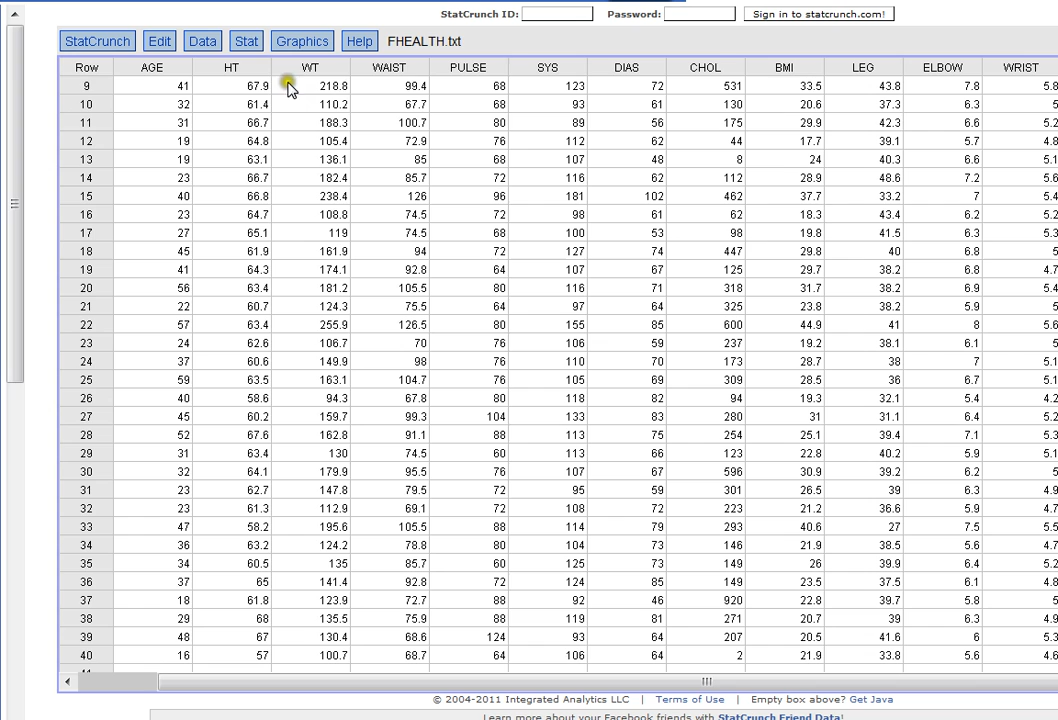 StatCrunch ID: Password: Sign in to statcrunch.com!
StatCrunch Edit Data Stat Graphics Help FHEALTH.txt
Row AGE HT WT WAIST PULSE SYS DIAS CHOL BMI LEG ELBOW WRIST
9 41 67.9 218.8 99.4 68 123 72 531 33.5 43.8 7.8 5.8
10 32 61.4 110.2 67.7 68 93 61 130 20.6 37.3 6.3 5
11 31 66.7 188.3 100.7 80 89 56 175 29.9 42.3 6.6 5.2
12 19 64.8 105.4 72.9 76 112 62 44 17.7 39.1 5.7 4.8
13 19 63.1 136.1 85 68 107 48 8 24 40.3 6.6 5.1
14 23 66.7 182.4 85.7 72 116 62 112 28.9 48.6 7.2 5.6
15 40 66.8 238.4 126 96 181 102 462 37.7 33.2 7 5.4
16 23 64.7 108.8 74.5 72 98 61 62 18.3 43.4 6.2 5.2
17 27 65.1 119 74.5 68 100 53 98 19.8 41.5 6.3 5.3
18 45 61.9 161.9 94 72 127 74 447 29.8 40 6.8 5
19 41 64.3 174.1 92.8 64 107 67 125 29.7 38.2 6.8 4.7
20 56 63.4 181.2 105.5 80 116 71 318 31.7 38.2 6.9 5.4
21 22 60.7 124.3 75.5 64 97 64 325 23.8 38.2 5.9 5
22 57 63.4 255.9 126.5 80 155 85 600 44.9 41 8 5.6
23 24 62.6 106.7 70 76 106 59 237 19.2 38.1 6.1 5
24 37 60.6 149.9 98 76 110 70 173 28.7 38 7 5.1
25 59 63.5 163.1 104.7 76 105 69 309 28.5 36 6.7 5.1
26 40 58.6 94.3 67.8 80 118 82 94 19.3 32.1 5.4 4.2
27 45 60.2 159.7 99.3 104 133 83 280 31 31.1 6.4 5.2
28 52 67.6 162.8 91.1 88 113 75 254 25.1 39.4 7.1 5.3
29 31 63.4 130 74.5 60 113 66 123 22.8 40.2 5.9 5.1
30 32 64.1 179.9 95.5 76 107 67 596 30.9 39.2 6.2 5
31 23 62.7 147.8 79.5 72 95 59 301 26.5 39 6.3 4.9
32 23 61.3 112.9 69.1 72 108 72 223 21.2 36.6 5.9 4.7
33 47 58.2 195.6 105.5 88 114 79 293 40.6 27 7.5 5.5
34 36 63.2 124.2 78.8 80 104 73 146 21.9 38.5 5.6 4.7
35 34 60.5 135 85.7 60 125 73 149 26 39.9 6.4 5.2
36 37 65 141.4 92.8 72 124 85 149 23.5 37.5 6.1 4.8
37 18 61.8 123.9 72.7 88 92 46 920 22.8 39.7 5.8 5
38 29 68 135.5 75.9 88 119 81 271 20.7 39 6.3 4.9
39 48 67 130.4 68.6 124 93 64 207 20.5 41.6 6 5.3
40 16 57 100.7 68.7 64 106 64 2 21.9 33.8 5.6 4.6
© 2004-2011 Integrated Analytics LLC | Terms of Use | Empty box above? Get Java
Learn more about your Facebook friends with StatCrunch Friend Data!